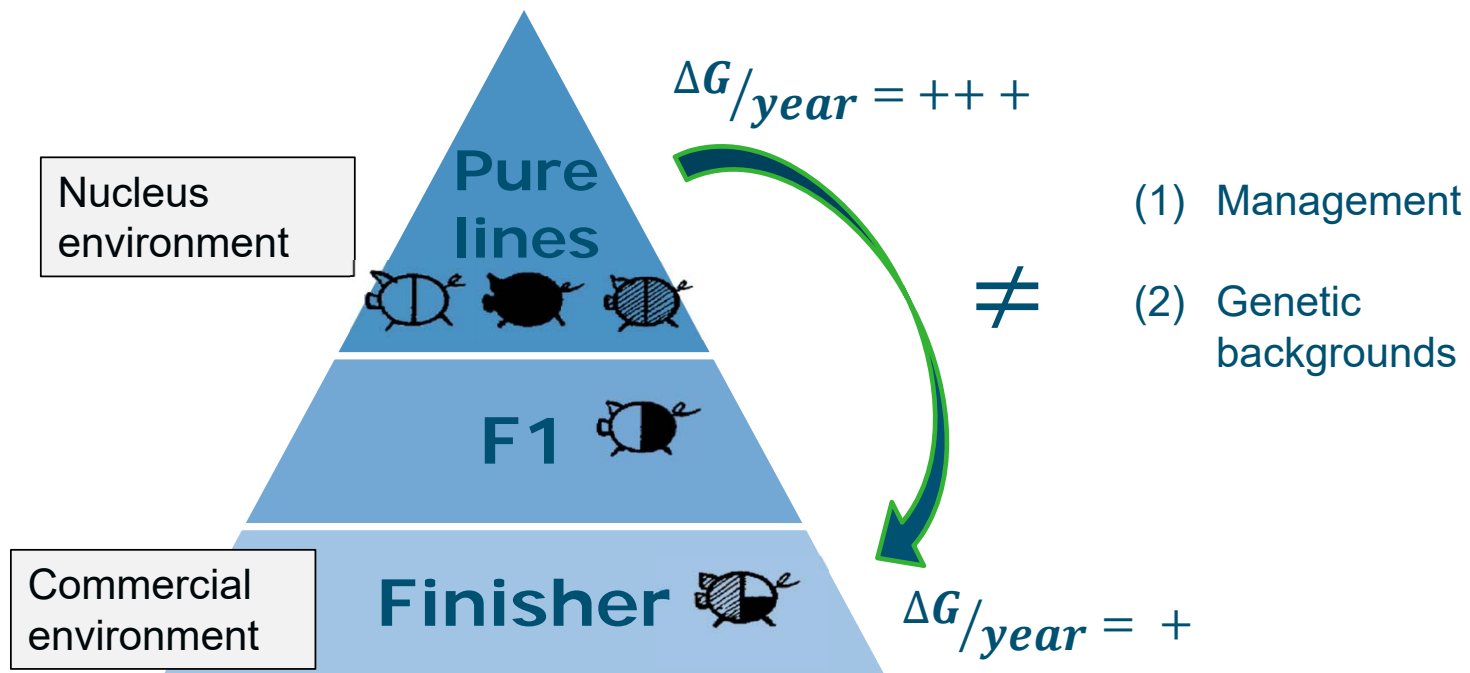 ΔG/year = +++
Nucleus
environment
Pure
lines
(1) Management
≠
(2) Genetic
backgrounds
F1
Commercial
environment
Finisher
ΔG/year = +